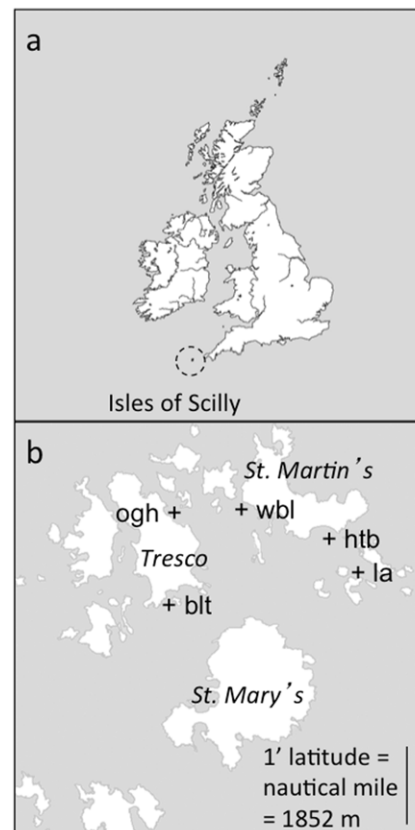 a
Isles of Scilly
b
St. Martin's
ogh +
+ wbl
Tresco
+ htb
+ la
+ blt
St. Mary's
1' latitude =
nautical mile
= 1852 m